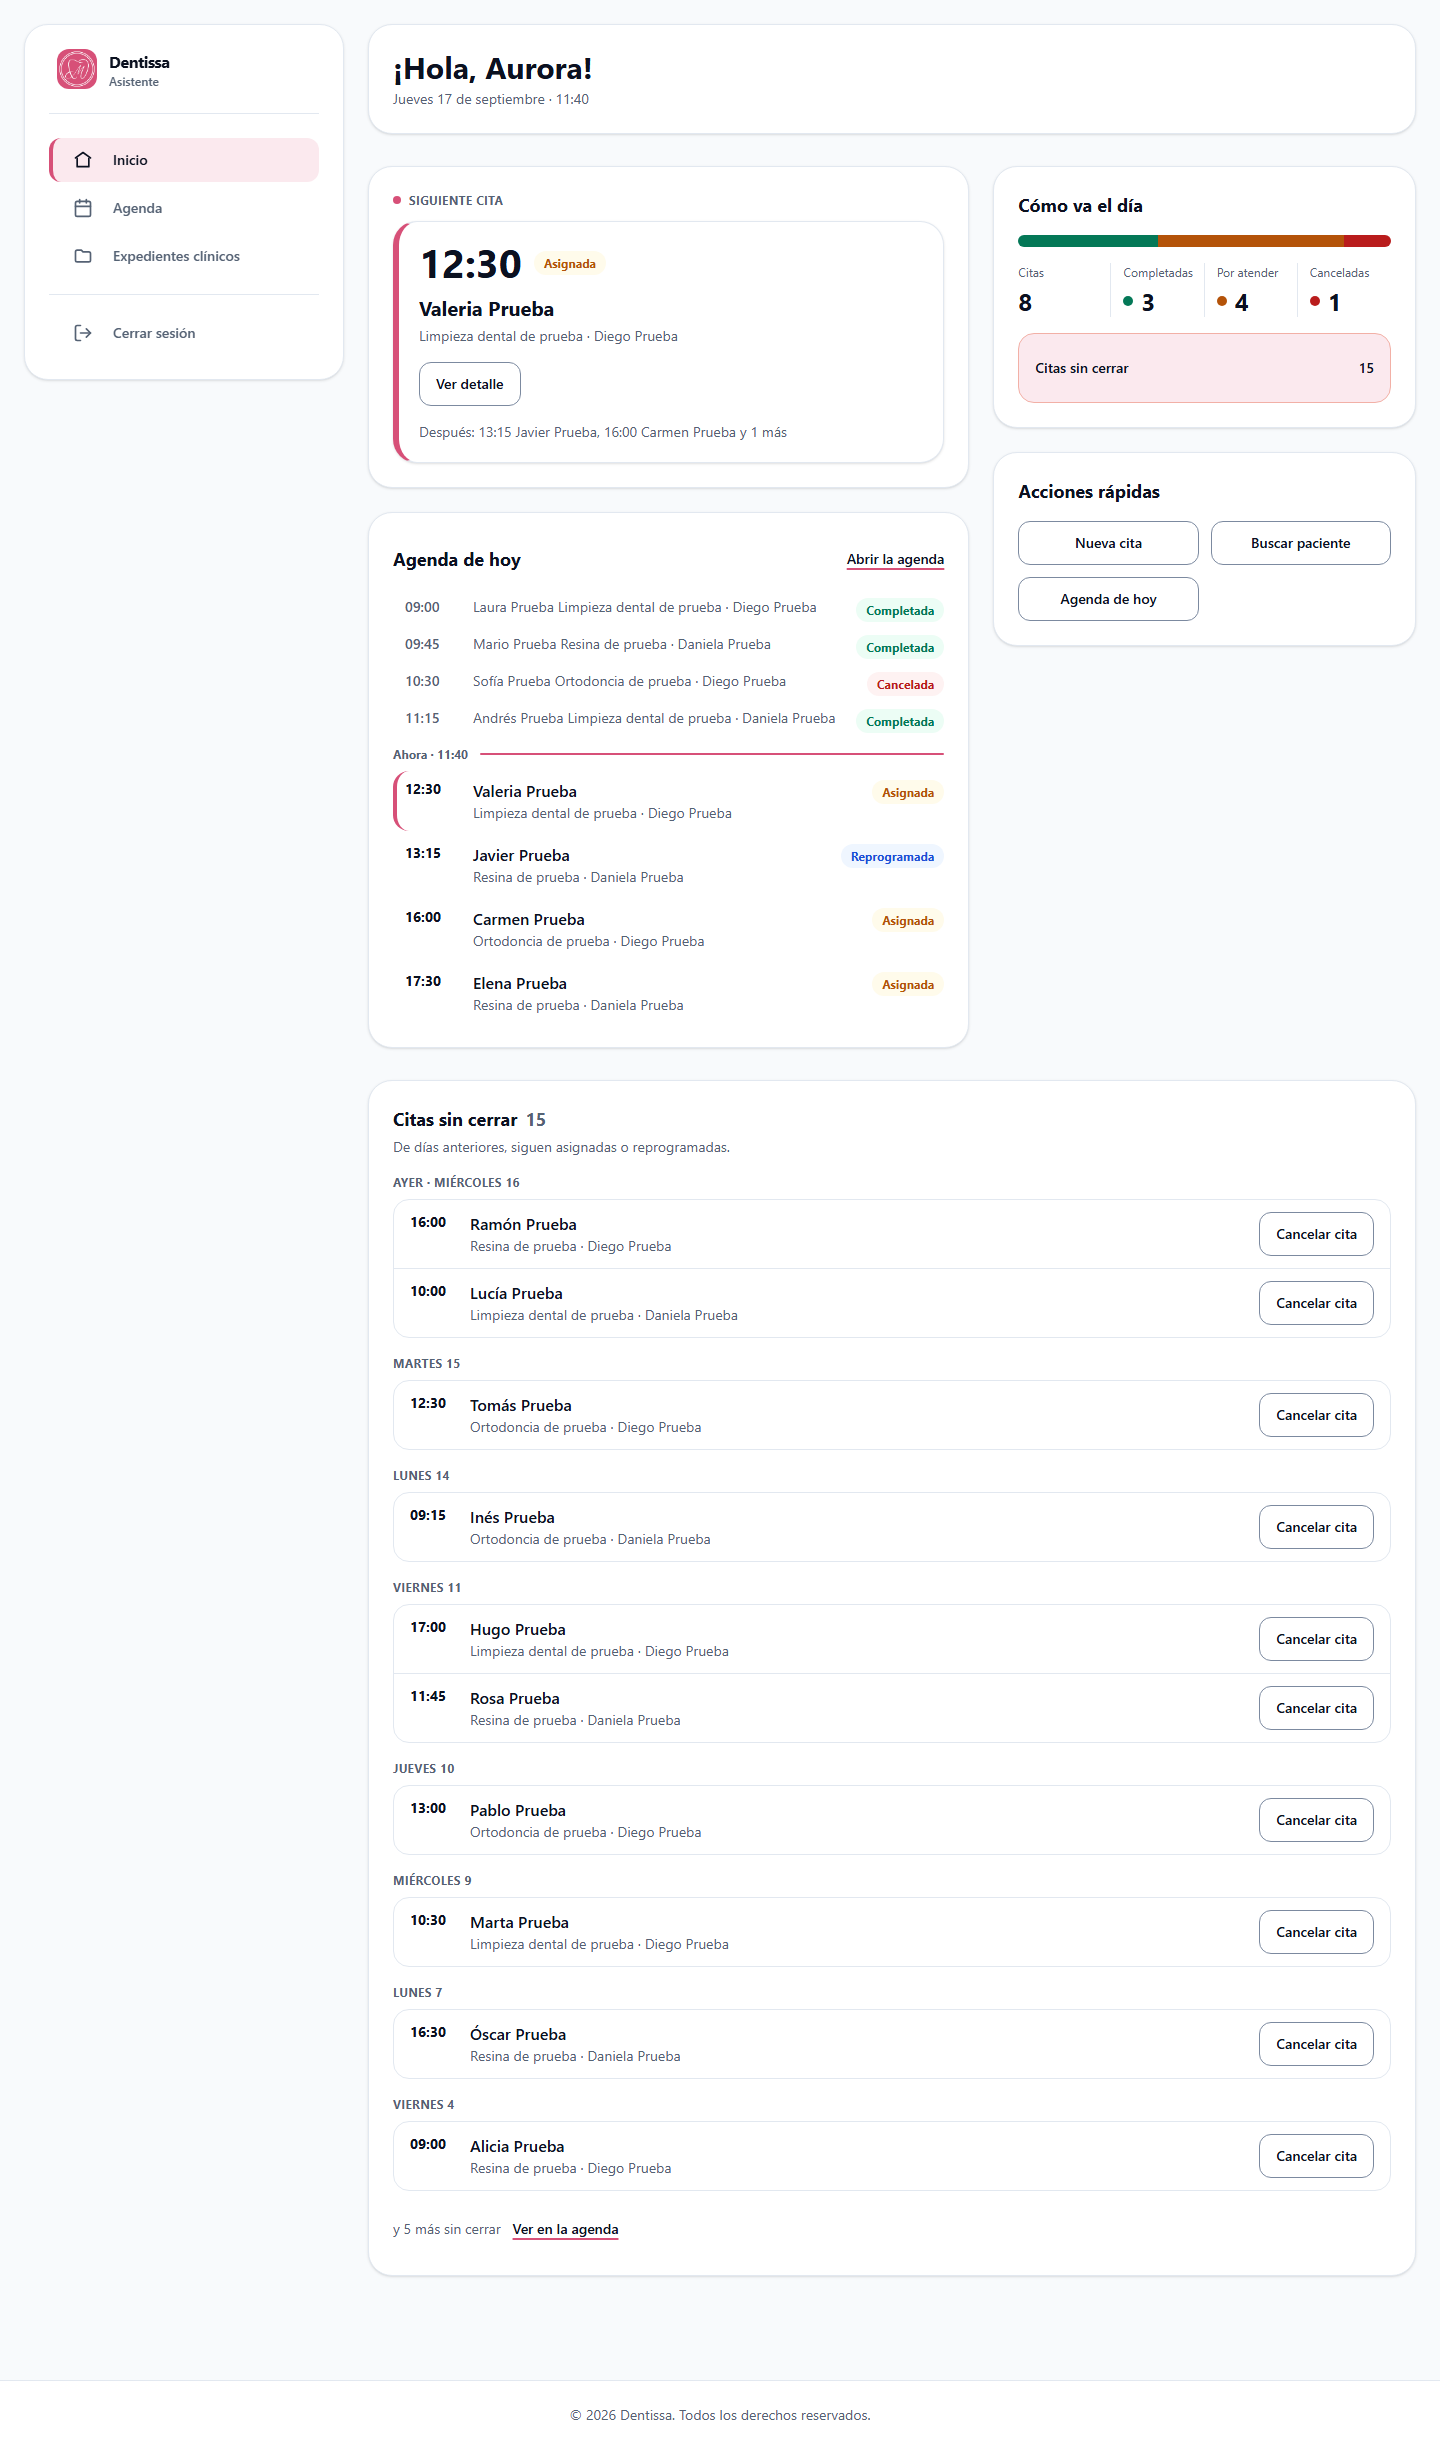 Dentissa
Asistente
Inicio
Agenda
Expedientes clínicos
Cerrar sesión
¡Hola, Aurora!
Jueves 17 de septiembre · 11:40
SIGUIENTE CITA
12:30 Asignada
Valeria Prueba
Limpieza dental de prueba · Diego Prueba
Ver detalle
Después: 13:15 Javier Prueba, 16:00 Carmen Prueba y 1 más
Cómo va el día
Citas Completadas Por atender Canceladas
8 3 4 1
Citas sin cerrar 15
Acciones rápidas
Nueva cita Buscar paciente
Agenda de hoy
Agenda de hoy Abrir la agenda
09:00 Laura Prueba Limpieza dental de prueba · Diego Prueba Completada
09:45 Mario Prueba Resina de prueba · Daniela Prueba Completada
10:30 Sofía Prueba Ortodoncia de prueba · Diego Prueba Cancelada
11:15 Andrés Prueba Limpieza dental de prueba · Daniela Prueba Completada
Ahora · 11:40
12:30 Valeria Prueba Asignada
Limpieza dental de prueba · Diego Prueba
13:15 Javier Prueba Reprogramada
Resina de prueba · Daniela Prueba
16:00 Carmen Prueba Asignada
Ortodoncia de prueba · Diego Prueba
17:30 Elena Prueba Asignada
Resina de prueba · Daniela Prueba
Citas sin cerrar 15
De días anteriores, siguen asignadas o reprogramadas.
AYER · MIÉRCOLES 16
16:00 Ramón Prueba Cancelar cita
Resina de prueba · Diego Prueba
10:00 Lucía Prueba Cancelar cita
Limpieza dental de prueba · Daniela Prueba
MARTES 15
12:30 Tomás Prueba Cancelar cita
Ortodoncia de prueba · Diego Prueba
LUNES 14
09:15 Inés Prueba Cancelar cita
Ortodoncia de prueba · Daniela Prueba
VIERNES 11
17:00 Hugo Prueba Cancelar cita
Limpieza dental de prueba · Diego Prueba
11:45 Rosa Prueba Cancelar cita
Resina de prueba · Daniela Prueba
JUEVES 10
13:00 Pablo Prueba Cancelar cita
Ortodoncia de prueba · Diego Prueba
MIÉRCOLES 9
10:30 Marta Prueba Cancelar cita
Limpieza dental de prueba · Diego Prueba
LUNES 7
16:30 Óscar Prueba Cancelar cita
Resina de prueba · Daniela Prueba
VIERNES 4
09:00 Alicia Prueba Cancelar cita
Resina de prueba · Diego Prueba
y 5 más sin cerrar Ver en la agenda
© 2026 Dentissa. Todos los derechos reservados.